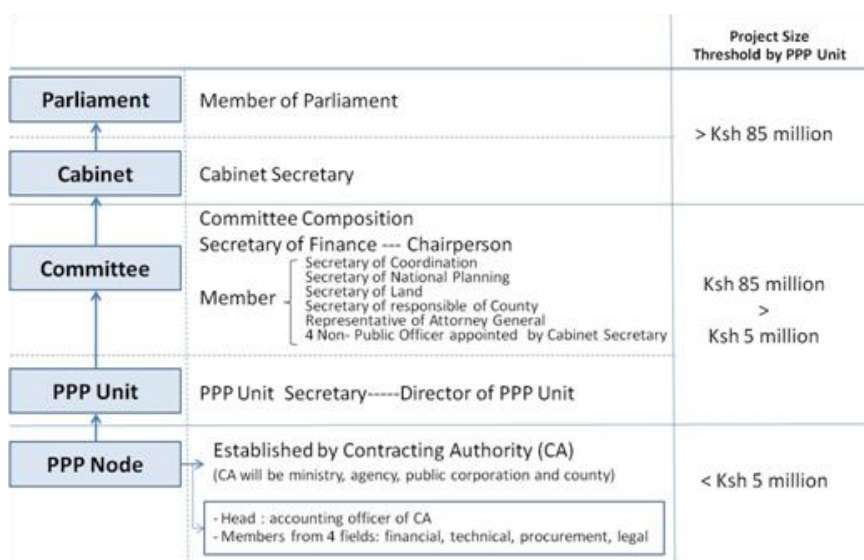 Project Size
Threshold by PPP Unit
Parliament
Member of Parliament
> Ksh 85 million
Cabinet
Cabinet Secretary
Committee
Committee Composition
Secretary of Finance --- Chairperson
Member
Secretary of Coordination
Secretary of National Planning
Secretary of Land
Secretary of responsible of County
Representative of Attorney General
4 Non- Public Officer appointed by Cabinet Secretary
Ksh 85 million
>
Ksh 5 million
PPP Unit
PPP Unit Secretary-----Director of PPP Unit
PPP Node
Established by Contracting Authority (CA)
(CA will be ministry, agency, public corporation and county)
- Head : accounting officer of CA
- Members from 4 fields: financial, technical, procurement, legal
< Ksh 5 million